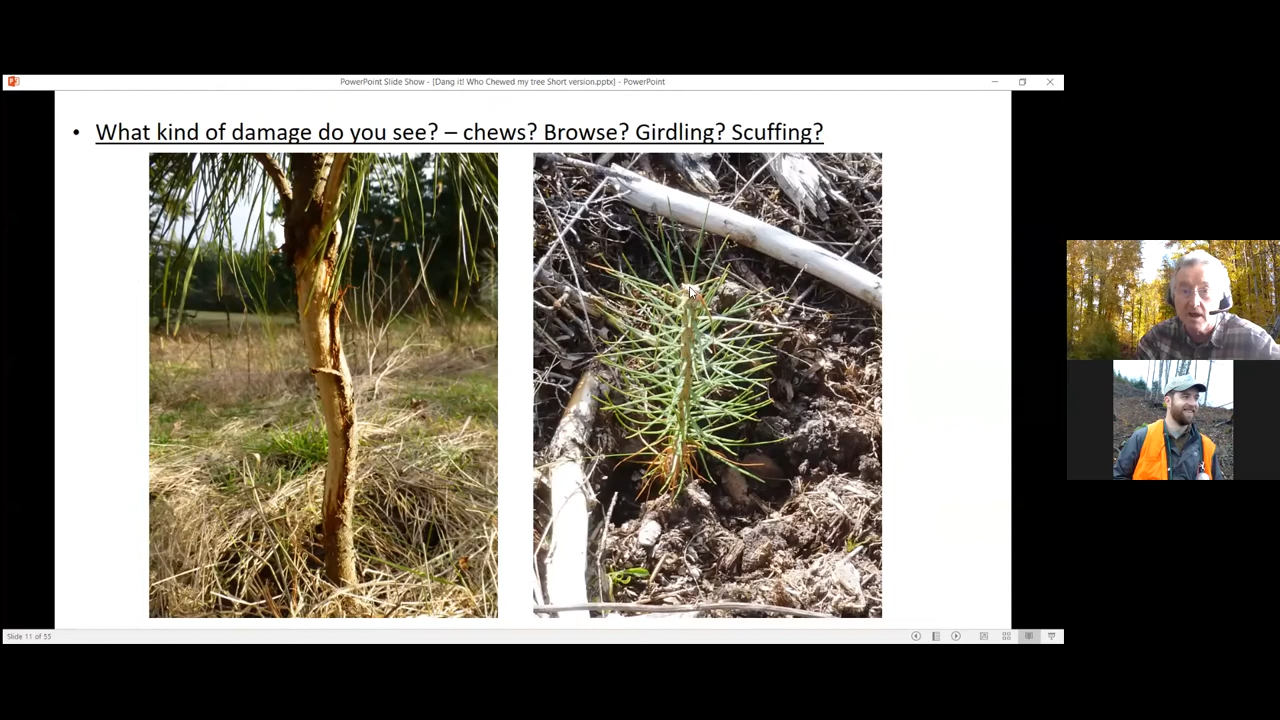 PowerPoint Slide Show - [Dang it! Who Chewed my tree Short version.pptx] - PowerPoint
• What kind of damage do you see? – chews? Browse? Girdling? Scuffing?
Slide 11 of 55